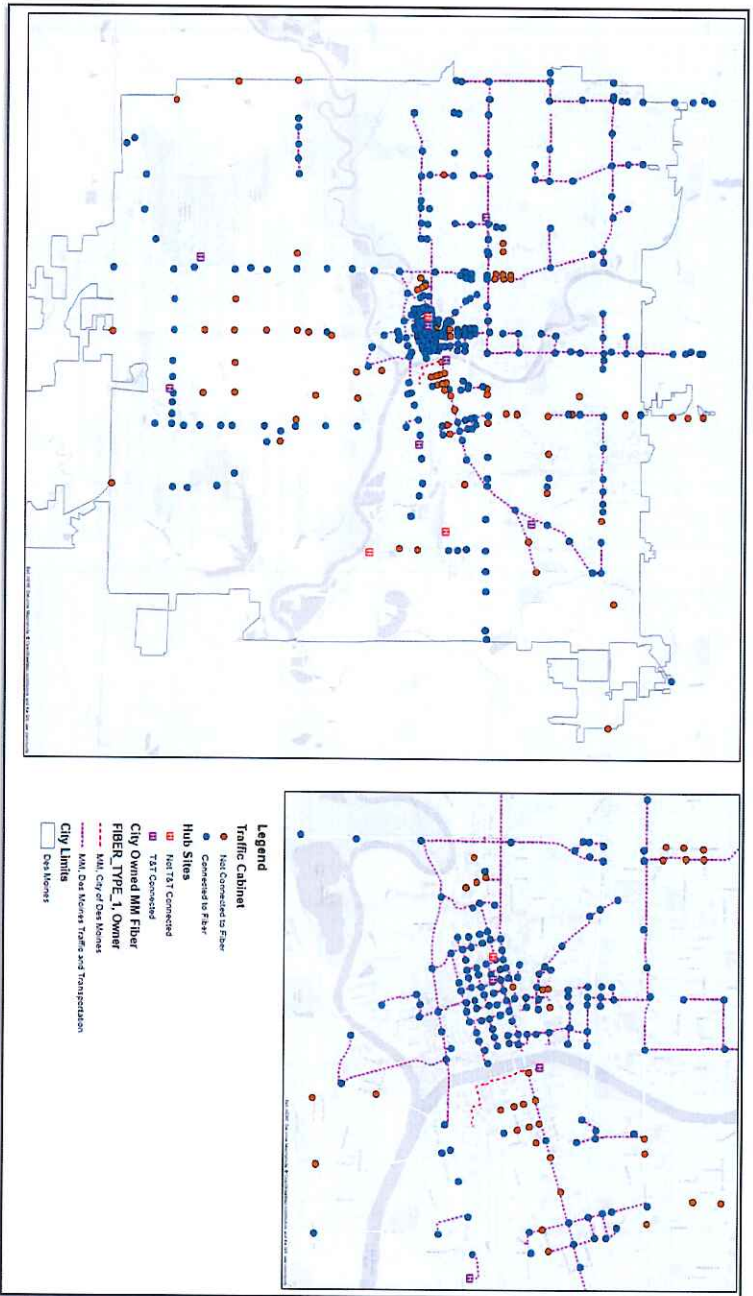 Legend
Traffic Cabinet
Not Connected to Fiber
Connected to Fiber
Hub Sites
Not T&T Connected
T&T Connected
City Owned MM Fiber
FIBER_TYPE_1, Owner
MM, City of Des Moines
MM, Des Moines Traffic and Transportation
City Limits
Des Moines